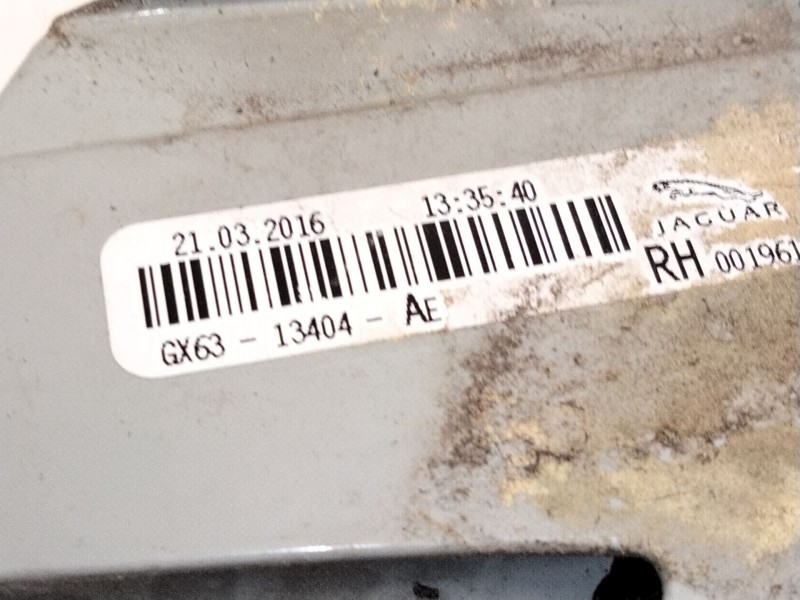 21.03.2016 13:35:40
JAGUAR
RH 001961
GX63 - 13404 - AE